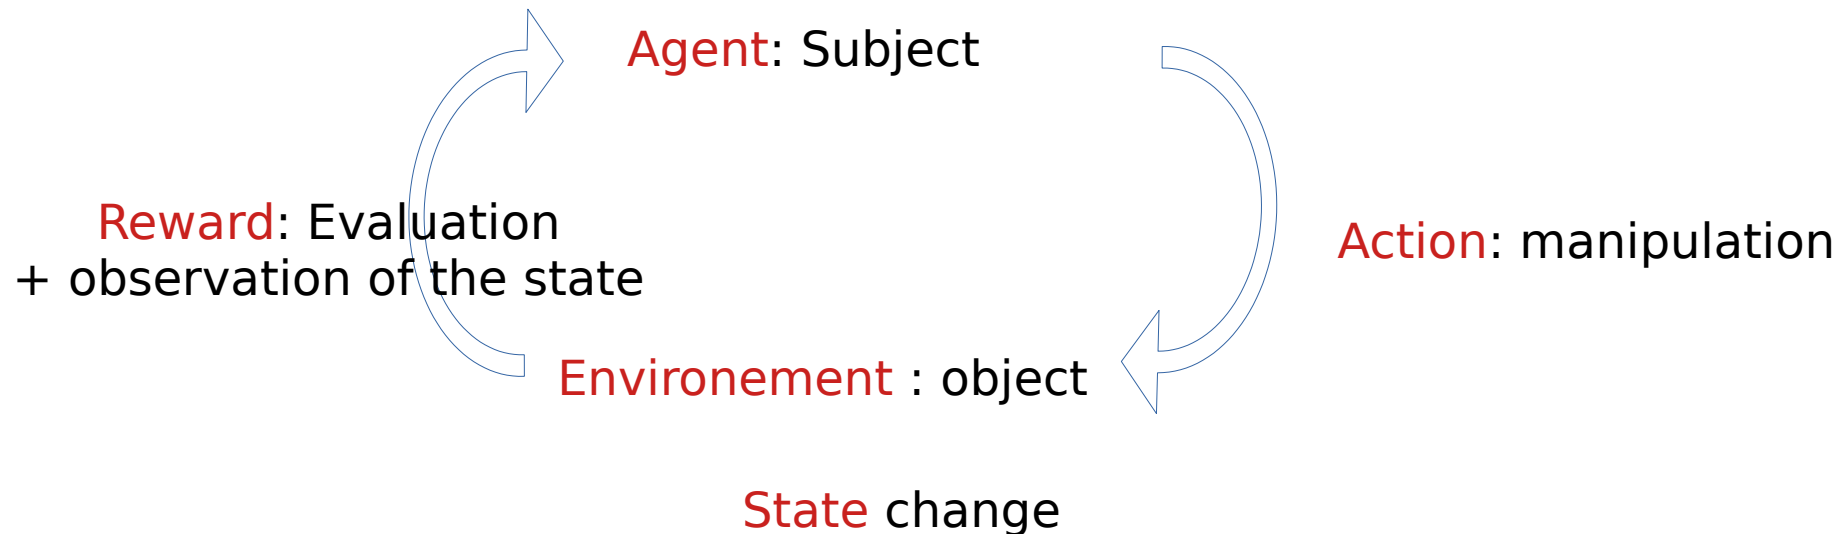 Agent: Subject
Reward: Evaluation
+ observation of the state
Action: manipulation
Environement : object
State change